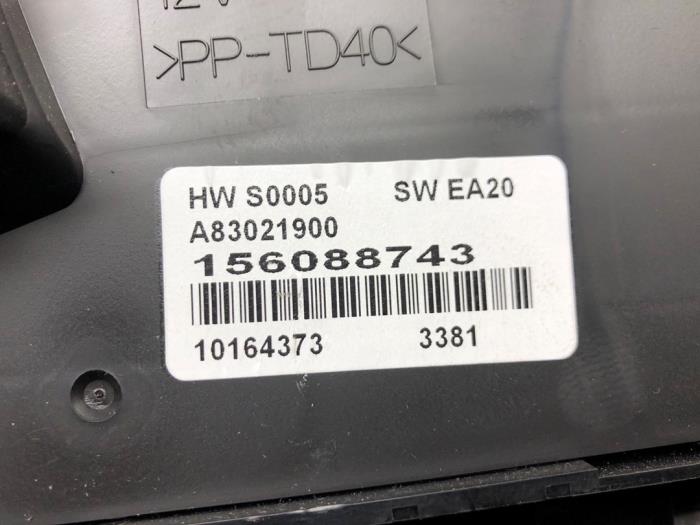 >PP-TD40<
HW S0005 SW EA20
A83021900
156088743
10164373 3381